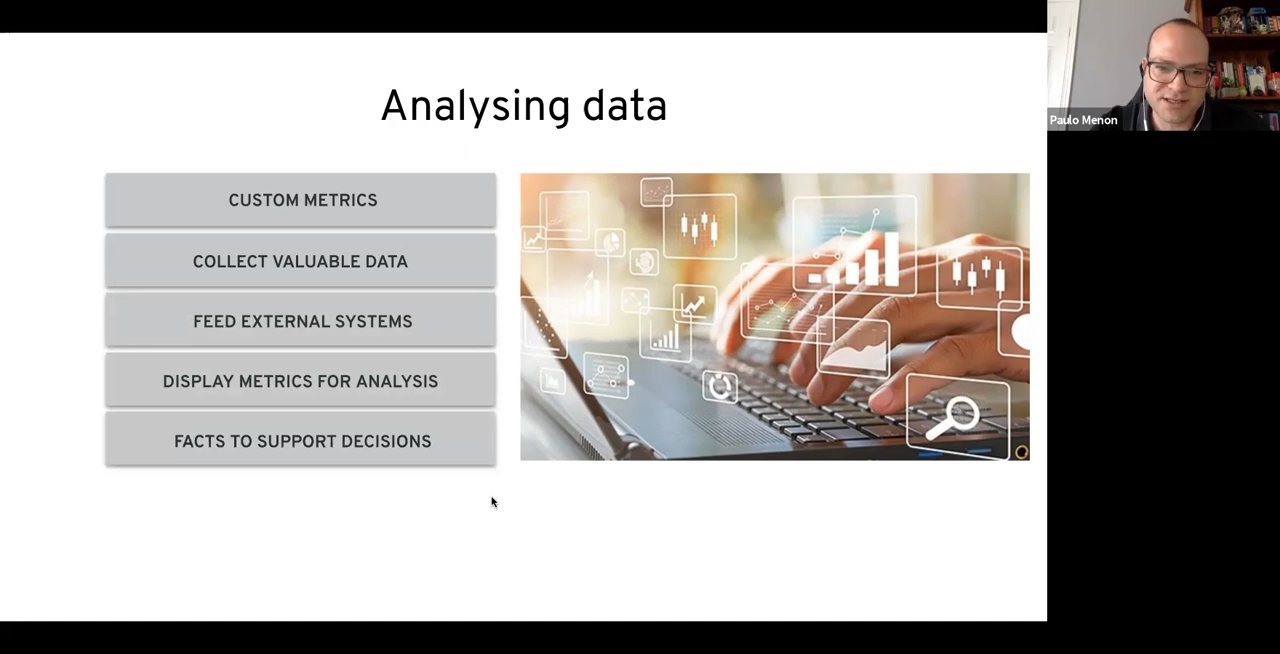 Analysing data
CUSTOM METRICS
COLLECT VALUABLE DATA
FEED EXTERNAL SYSTEMS
DISPLAY METRICS FOR ANALYSIS
FACTS TO SUPPORT DECISIONS
Paulo Menon